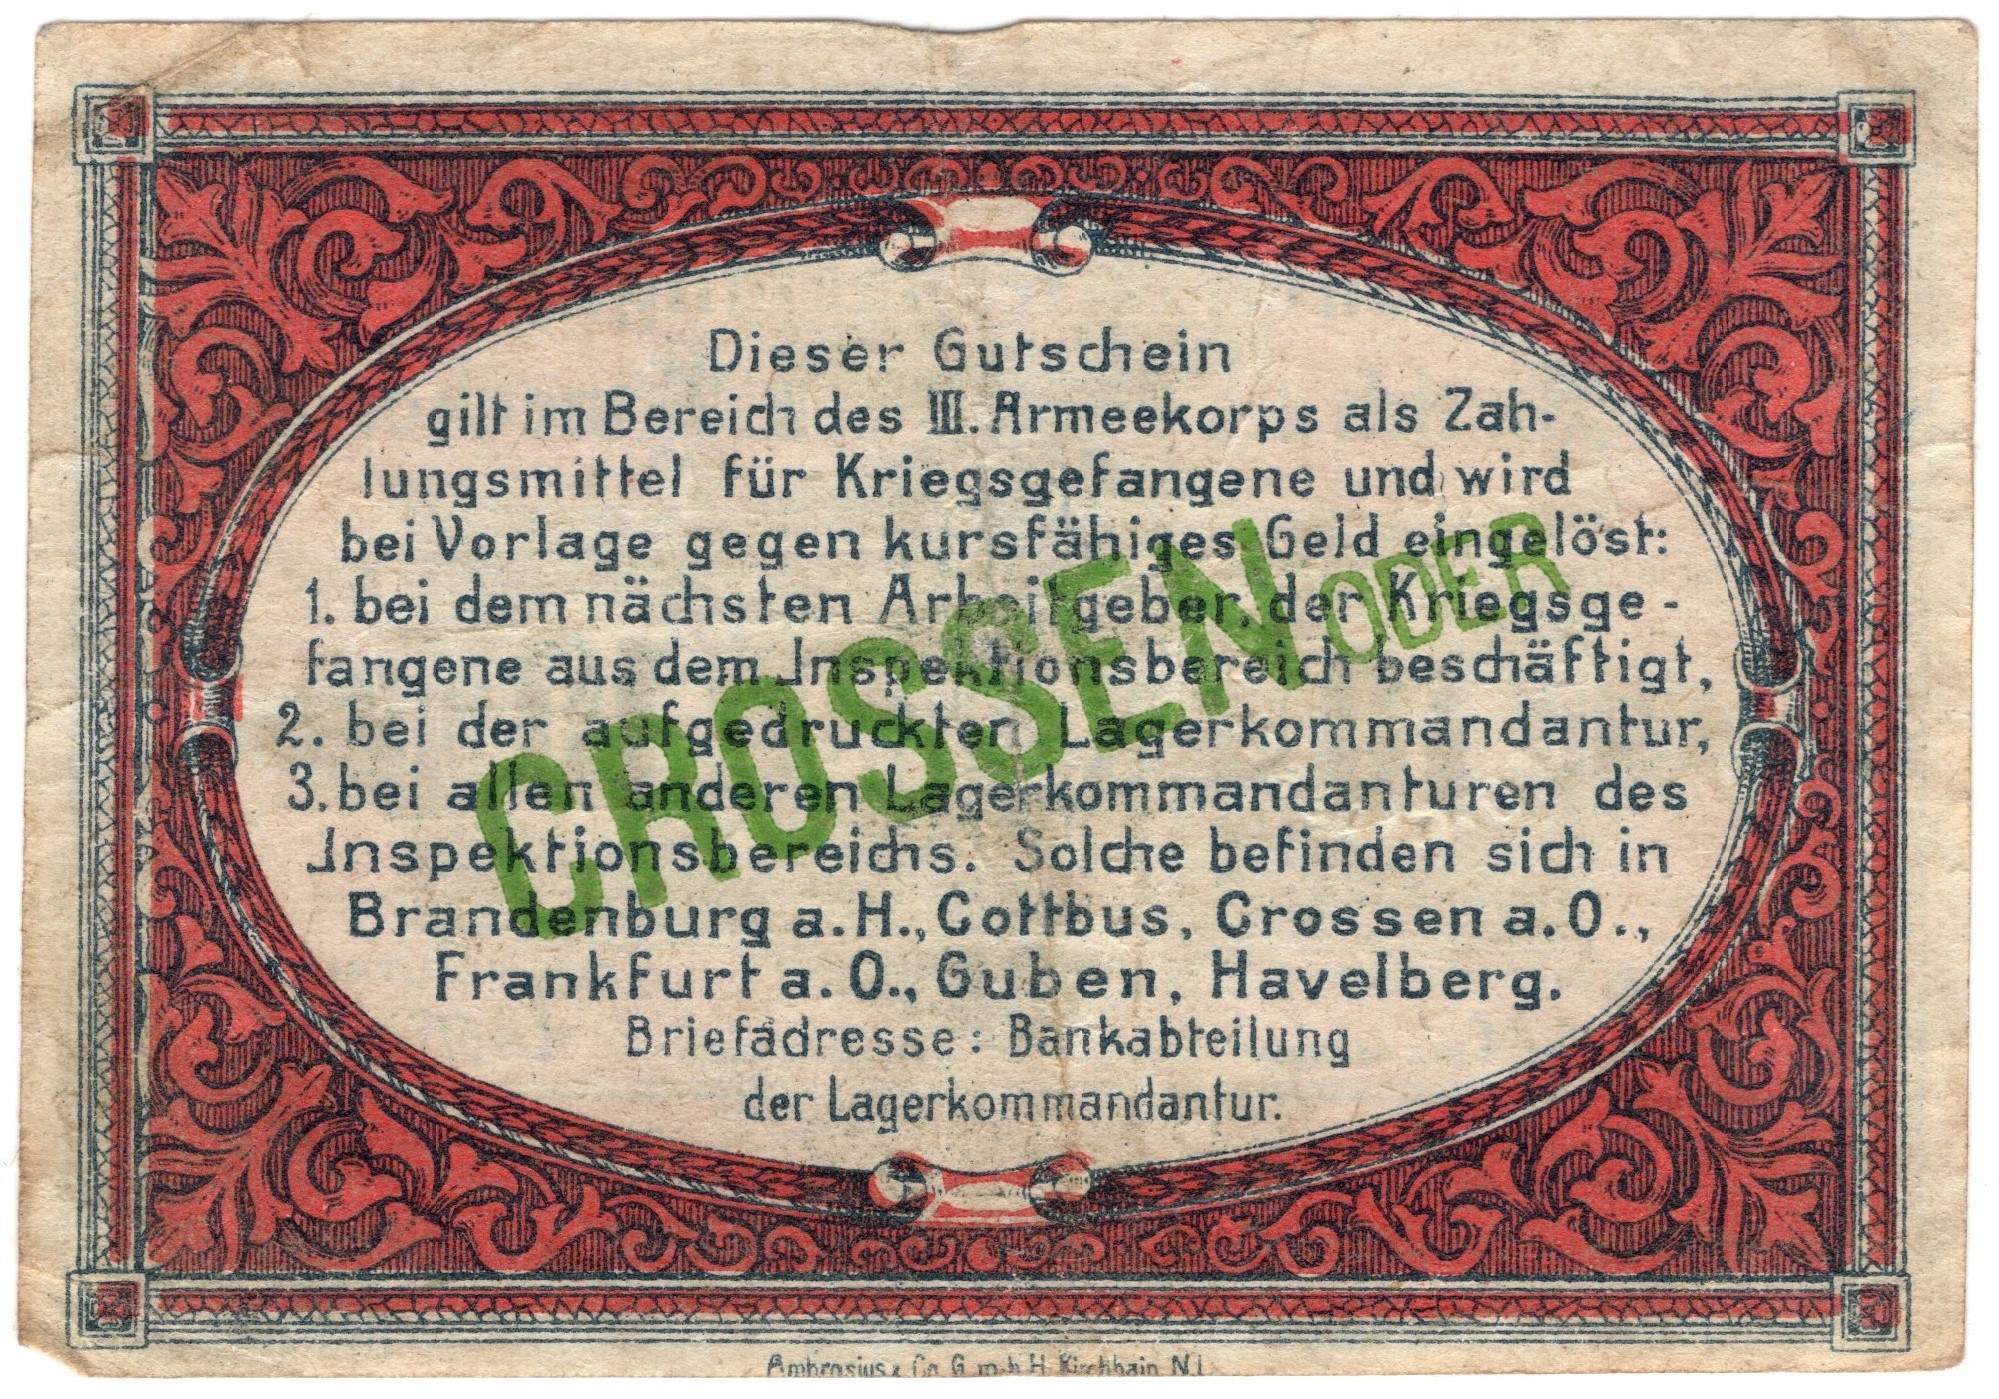 Dieser Gutschein
gilt im Bereich des III. Armeekorps als Zah-
lungsmittel für Kriegsgefangene und wird
bei Vorlage gegen kursfähiges Geld eingelöst:
1. bei dem nächsten Arbeitgeber, der Kriegsge-
fangene aus dem Inspektionsbereich beschäftigt,
2. bei der aufgedruckten Lagerkommandantur,
3. bei allen anderen Lagerkommandanturen des
Inspektionsbereichs. Solche befinden sich in
Brandenburg a. H., Cottbus, Crossen a. O.,
Frankfurt a. O., Guben, Havelberg.
Briefadresse: Bankabteilung
der Lagerkommandantur.
CROSSEN ODER
Ambrosius & Co. G. m. b. H. Kirchhain N. L.